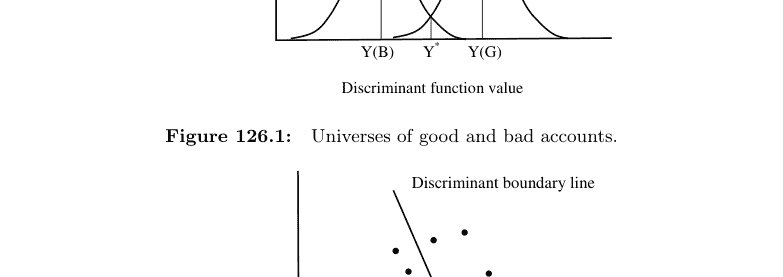 Y(B) Y* Y(G)
Discriminant function value
Figure 126.1: Universes of good and bad accounts.
Discriminant boundary line